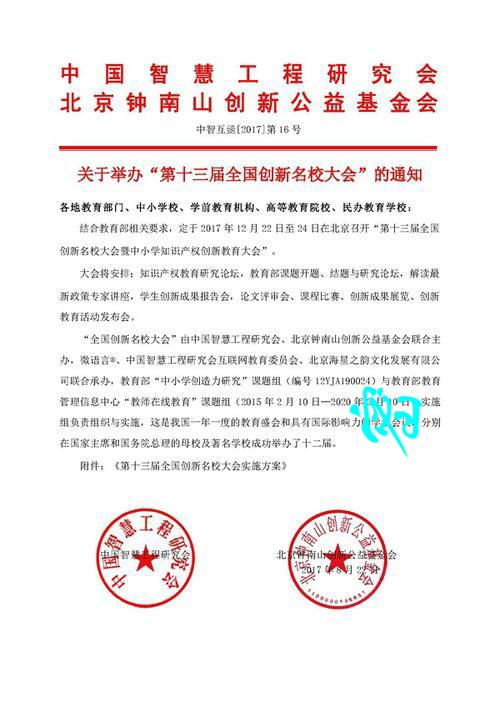 中国智慧工程研究会
北京钟南山创新公益基金会
中智互函[2017]第16号
关于举办“第十三届全国创新名校大会”的通知
各地教育部门、中小学校、学前教育机构、高等教育院校、民办教育学校：
结合教育部相关要求，定于2017年12月22日至24日在北京召开“第十三届全国
创新名校大会暨中小学知识产权创新教育大会”。
大会将安排：知识产权教育研究论坛，教育部课题开题、结题与研究论坛，解读最
新政策专家讲座，学生创新成果报告会，论文评审会、课程比赛、创新成果展览、创新
教育活动发布会。
“全国创新名校大会”由中国智慧工程研究会、北京钟南山创新公益基金会联合主
办，微语言®、中国智慧工程研究会互联网教育委员会、北京海星之韵文化发展有限公
司联合承办，教育部“中小学创造力研究”课题组（编号12YJA190024）与教育部教育
管理信息中心“教师在线教育”课题组（2015年2月10日—2020年 月10日 实施
组负责组织与实施，这是我国一年一度的教育盛会和具有国际影响力的学 会议 分别
在国家主席和国务院总理的母校及著名学校成功举办了十二届。
附件：《第十三届全国创新名校大会实施方案》
中国智慧工程研究会
北京钟南山创新公益基金会
2017年8月22日
中国智慧工程研究会
北京钟南山创新公益基金会